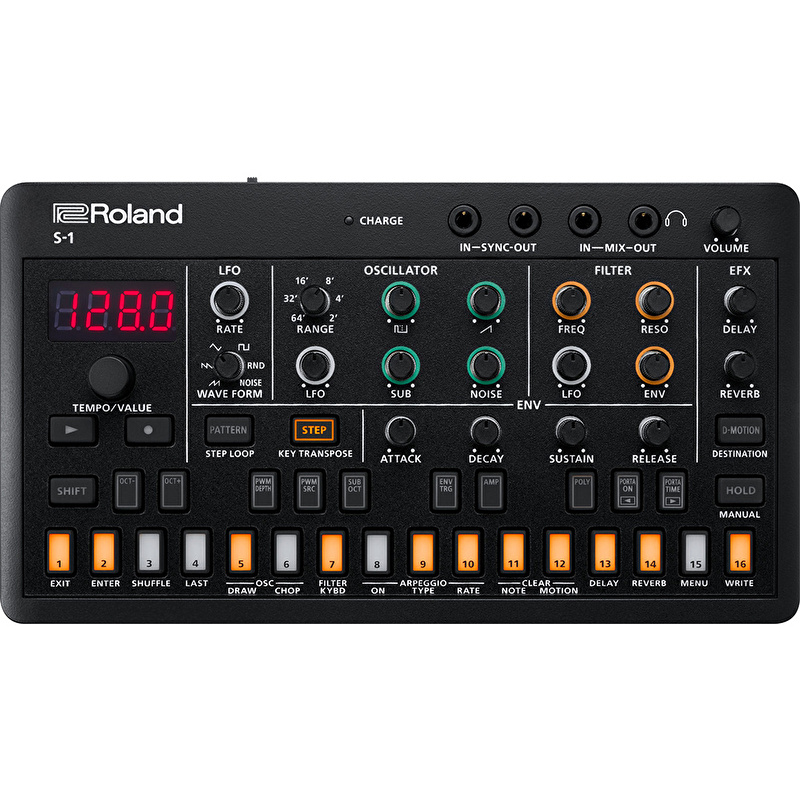 Roland
S-1
CHARGE
IN-SYNC-OUT
IN-MIX-OUT
VOLUME
128.0
TEMPO/VALUE
LFO
RATE
RND
NOISE
WAVE FORM
OSCILLATOR
16' 8'
32' 4'
64' 2'
RANGE
LFO
SUB
NOISE
FILTER
FREQ
RESO
LFO
ENV
EFX
DELAY
REVERB
PATTERN
STEP LOOP
STEP
KEY TRANSPOSE
ENV
ATTACK
DECAY
SUSTAIN
RELEASE
D-MOTION
DESTINATION
SHIFT
OCT-
OCT+
PWM
DEPTH
PWM
SRC
SUB
OCT
ENV
TRG
AMP
POLY
PORTA
ON
PORTA
TIME
HOLD
MANUAL
1 2 3 4 5 6 7 8 9 10 11 12 13 14 15 16
EXIT
ENTER
SHUFFLE
LAST
OSC
DRAW
CHOP
FILTER
KYBD
ARPEGGIO
ON
TYPE
RATE
CLEAR
NOTE
MOTION
DELAY
REVERB
MENU
WRITE